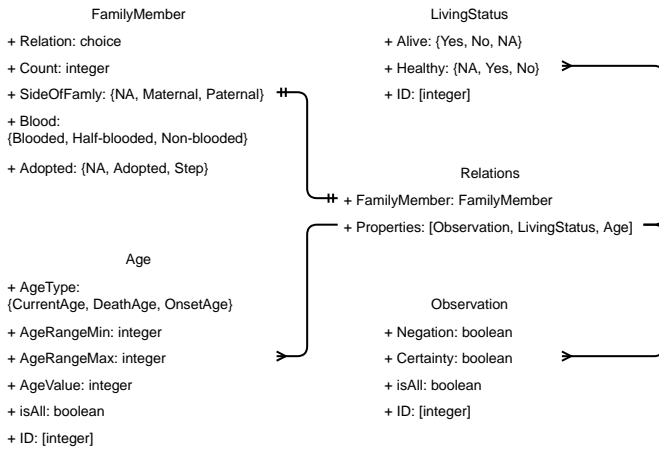 FamilyMember
+ Relation: choice
+ Count: integer
+ SideOfFamly: {NA, Maternal, Paternal}
+ Blood:
{Blooded, Half-blooded, Non-blooded}
+ Adopted: {NA, Adopted, Step}
LivingStatus
+ Alive: {Yes, No, NA}
+ Healthy: {NA, Yes, No}
+ ID: [integer]
Relations
+ FamilyMember: FamilyMember
+ Properties: [Observation, LivingStatus, Age]
Age
+ AgeType:
{CurrentAge, DeathAge, OnsetAge}
+ AgeRangeMin: integer
+ AgeRangeMax: integer
+ AgeValue: integer
+ isAll: boolean
+ ID: [integer]
Observation
+ Negation: boolean
+ Certainty: boolean
+ isAll: boolean
+ ID: [integer]